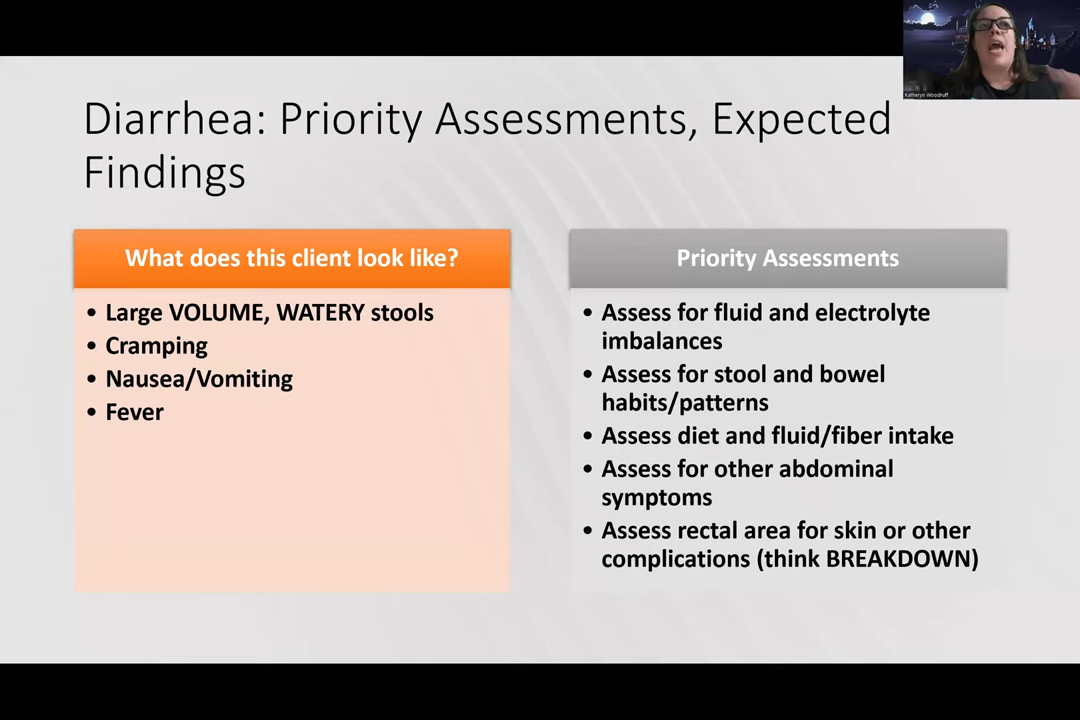 Katheryn Woodruff
Diarrhea: Priority Assessments, Expected
Findings
What does this client look like?
• Large VOLUME, WATERY stools
• Cramping
• Nausea/Vomiting
• Fever
Priority Assessments
• Assess for fluid and electrolyte
imbalances
• Assess for stool and bowel
habits/patterns
• Assess diet and fluid/fiber intake
• Assess for other abdominal
symptoms
• Assess rectal area for skin or other
complications (think BREAKDOWN)